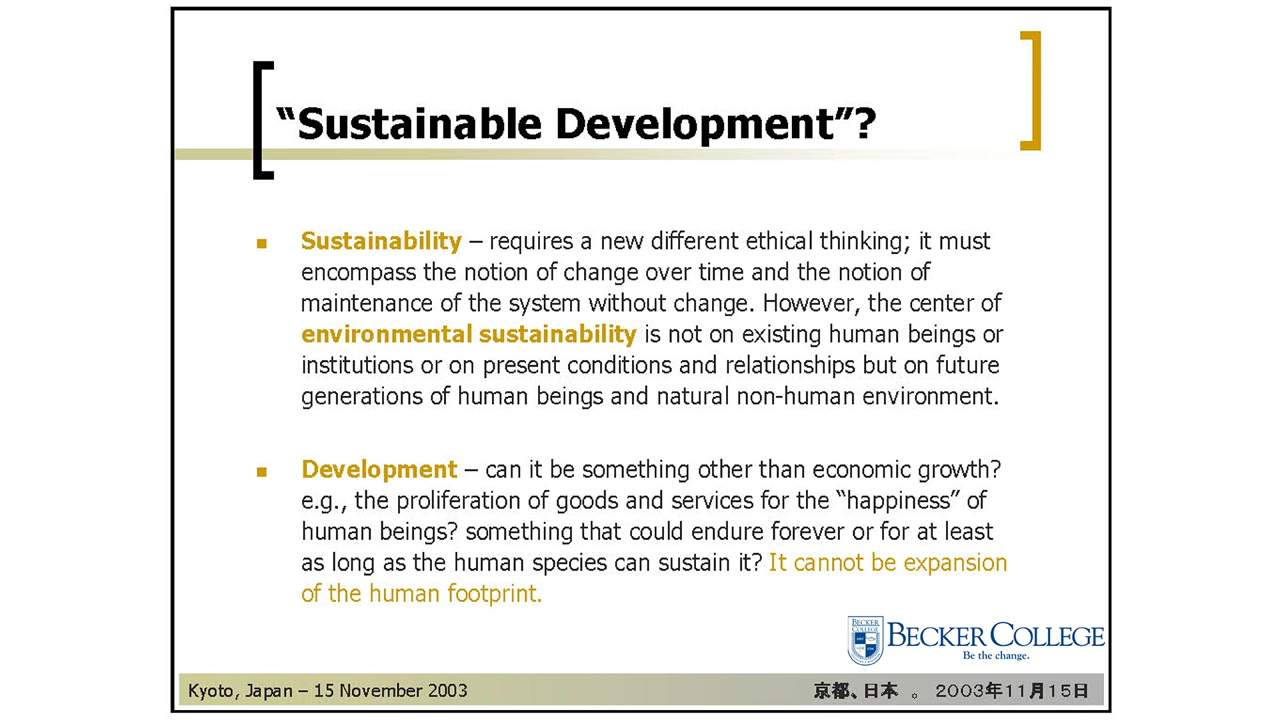 “Sustainable Development”?
Sustainability – requires a new different ethical thinking; it must
encompass the notion of change over time and the notion of
maintenance of the system without change. However, the center of
environmental sustainability is not on existing human beings or
institutions or on present conditions and relationships but on future
generations of human beings and natural non-human environment.
Development – can it be something other than economic growth?
e.g., the proliferation of goods and services for the “happiness” of
human beings? something that could endure forever or for at least
as long as the human species can sustain it? It cannot be expansion
of the human footprint.
BECKER
COLLEGE
BECKER COLLEGE
Be the change.
Kyoto, Japan – 15 November 2003
京都、日本 。 2003年11月15日